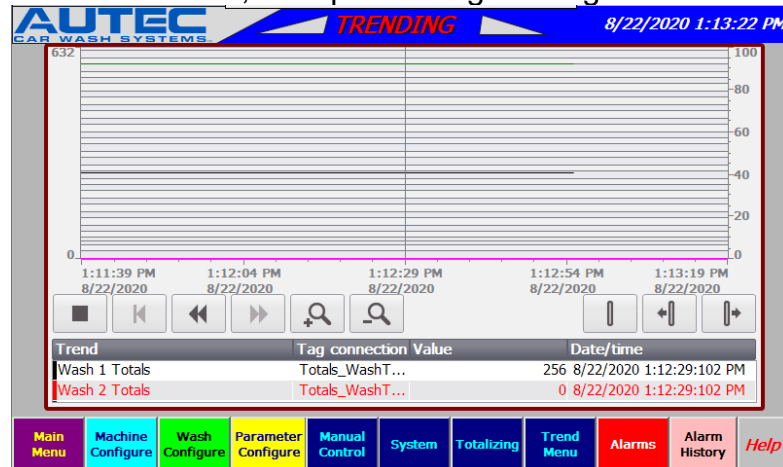 AUTEC
CAR WASH SYSTEMS
TRENDING
8/22/2020 1:13:22 PM
632
100
80
60
40
20
0
0
1:11:39 PM 1:12:04 PM 1:12:29 PM 1:12:54 PM 1:13:19 PM
8/22/2020 8/22/2020 8/22/2020 8/22/2020 8/22/2020
Trend Tag connection Value Date/time
Wash 1 Totals Totals_WashT... 256 8/22/2020 1:12:29:102 PM
Wash 2 Totals Totals_WashT... 0 8/22/2020 1:12:29:102 PM
Main Menu
Machine Configure
Wash Configure
Parameter Configure
Manual Control
System
Totalizing
Trend Menu
Alarms
Alarm History
Help